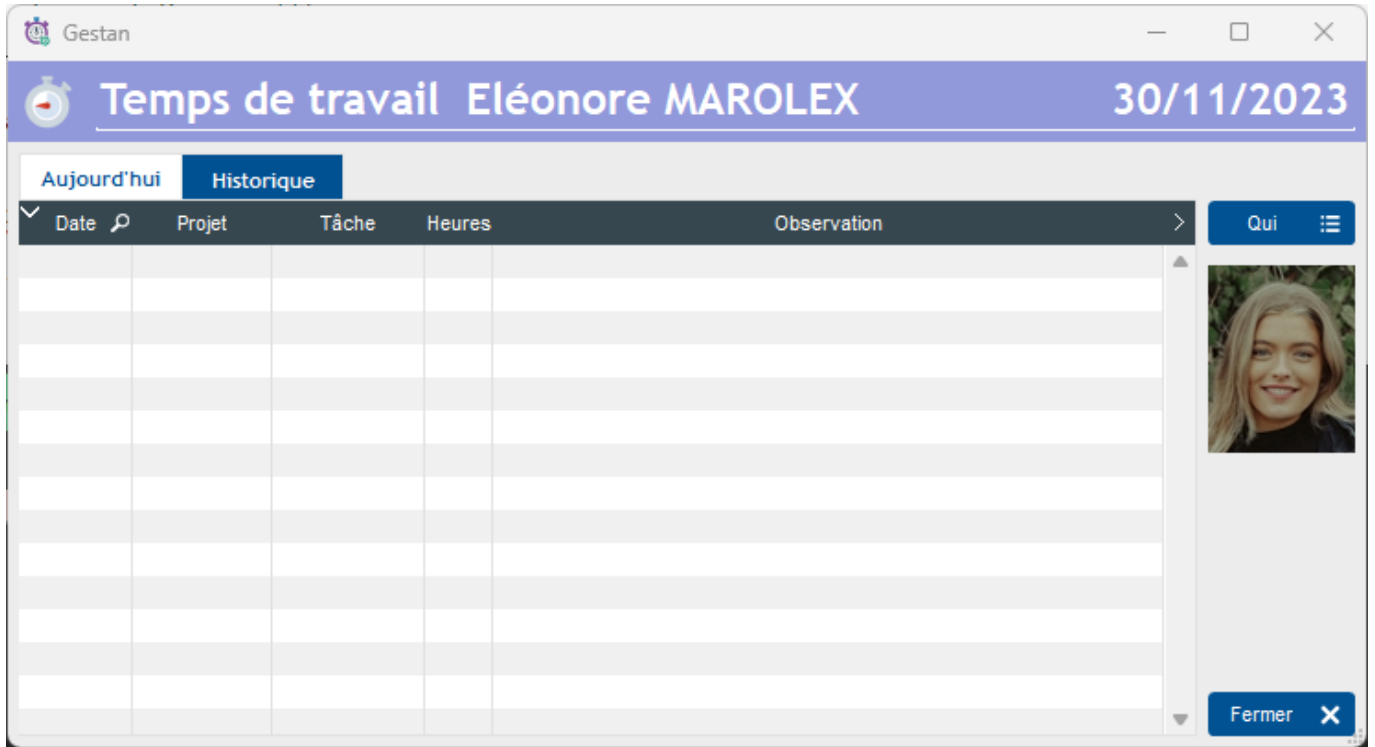 Gestan
Temps de travail Eléonore MAROLEX 30/11/2023
Aujourd'hui Historique
Date Projet Tâche Heures Observation Qui
Fermer